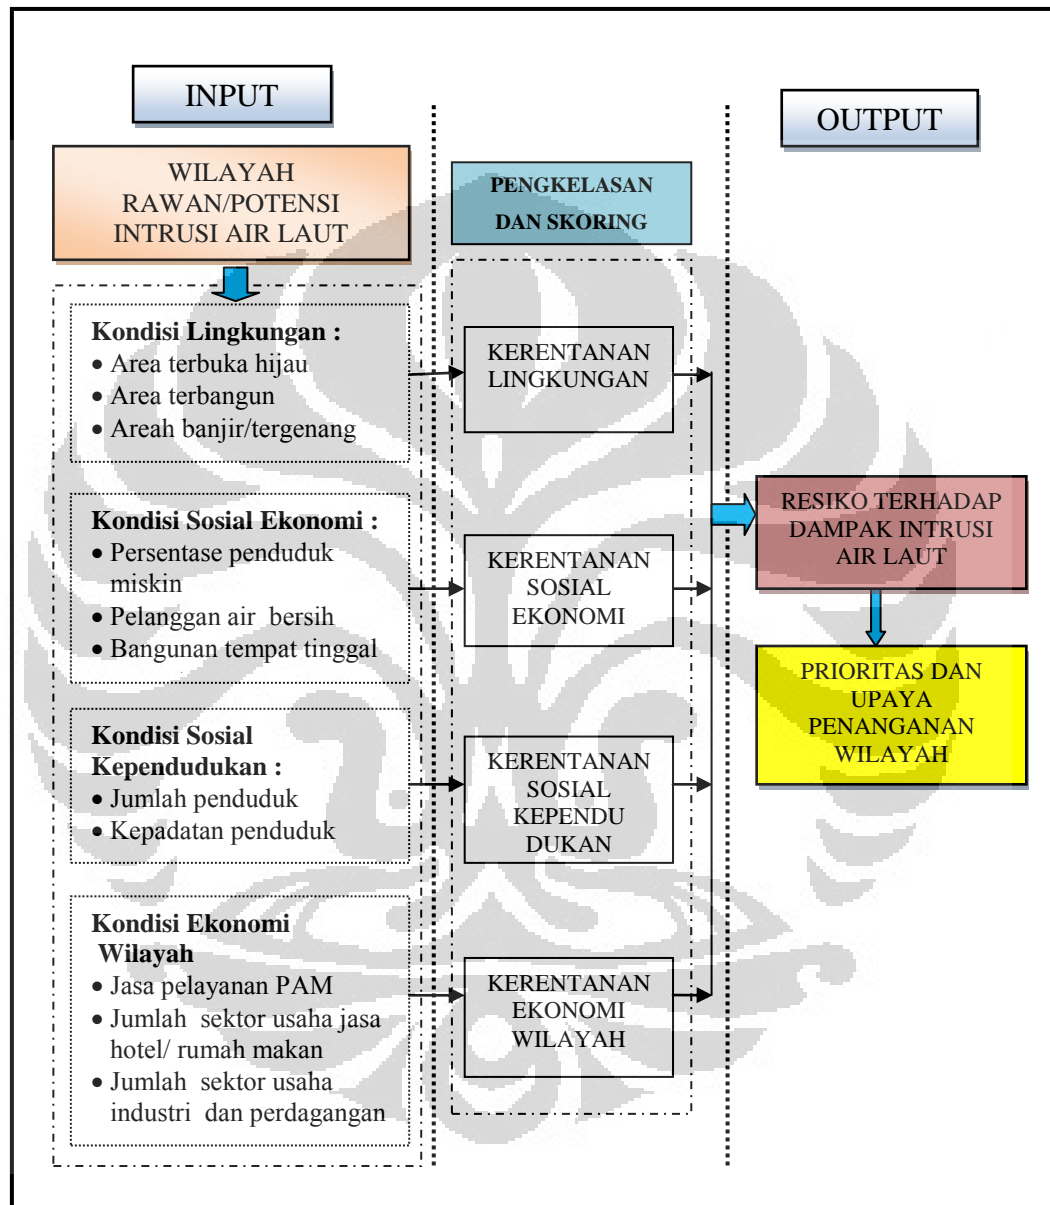 INPUT
WILAYAH
RAWAN/POTENSI
INTRUSI AIR LAUT
Kondisi Lingkungan :
• Area terbuka hijau
• Area terbangun
• Areah banjir/tergenang
Kondisi Sosial Ekonomi :
• Persentase penduduk
miskin
• Pelanggan air bersih
• Bangunan tempat tinggal
Kondisi Sosial
Kependudukan :
• Jumlah penduduk
• Kepadatan penduduk
Kondisi Ekonomi
Wilayah
• Jasa pelayanan PAM
• Jumlah sektor usaha jasa
hotel/ rumah makan
• Jumlah sektor usaha
industri dan perdagangan
PENGKELASAN
DAN SKORING
KERENTANAN
LINGKUNGAN
KERENTANAN
SOSIAL
EKONOMI
KERENTANAN
SOSIAL
KEPENDU
DUKAN
KERENTANAN
EKONOMI
WILAYAH
OUTPUT
RESIKO TERHADAP
DAMPAK INTRUSI
AIR LAUT
PRIORITAS DAN
UPAYA
PENANGANAN
WILAYAH